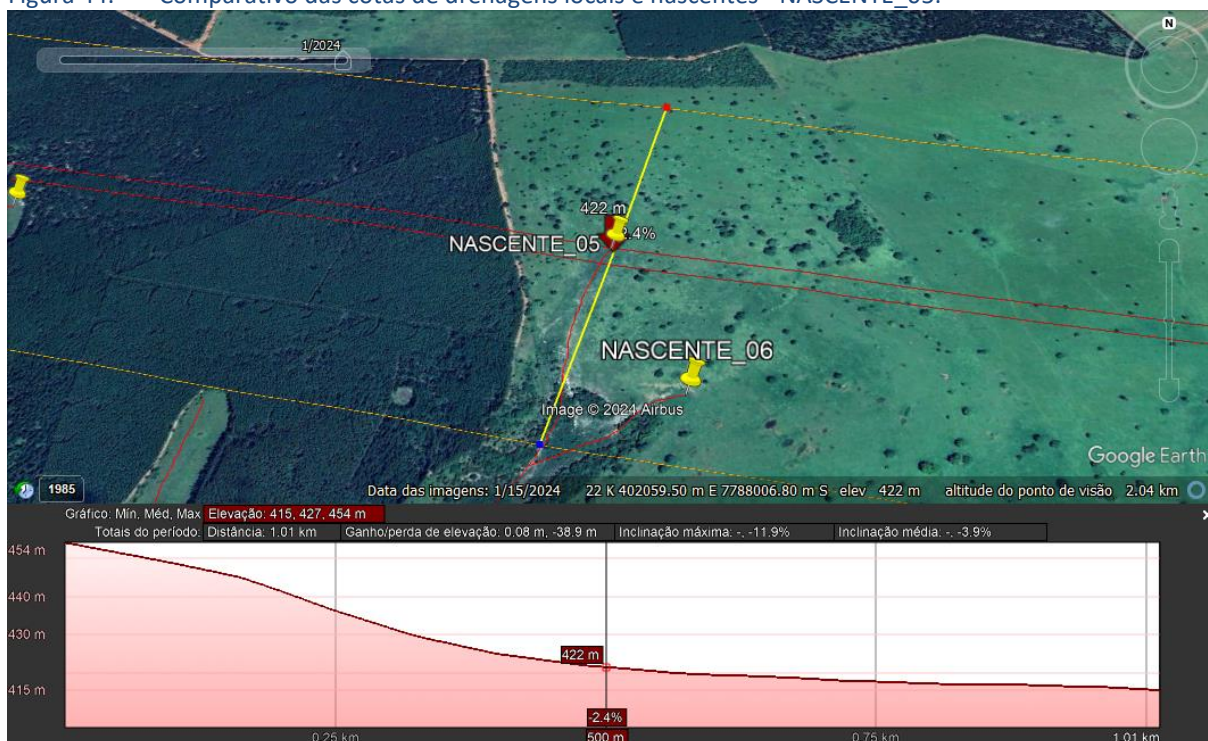 Figura 44. Comparativo das cotas de drenagens locais e nascentes - NASCENTE_05.
1/2024
N
422 m
NASCENTE_05
2.4%
NASCENTE_06
Image © 2024 Airbus
Google Earth
1985
Data das imagens: 1/15/2024 22 K 402059.50 m E 7788006.80 m S elev 422 m altitude do ponto de visão 2.04 km
Gráfico: Mín, Méd, Max Elevação: 415, 427, 454 m
Totais do período: Distância: 1.01 km Ganho/perda de elevação: 0.08 m, -38.9 m Inclinação máxima: -, -11.9% Inclinação média: -, -3.9%
454 m
440 m
430 m
422 m
415 m
-2.4%
0.25 km 500 m 0.75 km 1.01 km